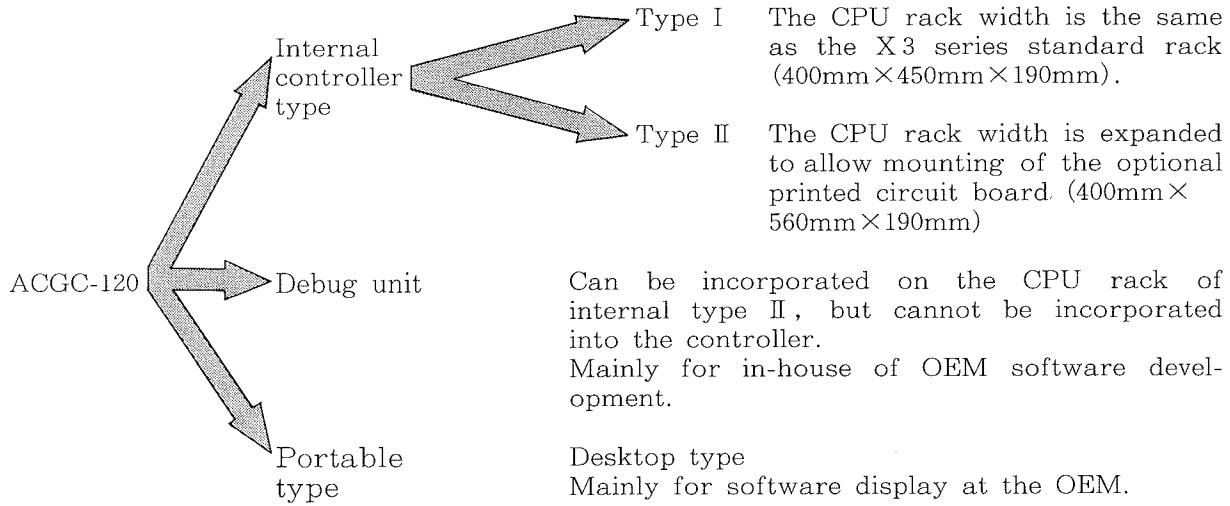 Internal
controller
type
Type Ⅰ The CPU rack width is the same
as the X3 series standard rack
(400mm×450mm×190mm).
Type Ⅱ The CPU rack width is expanded
to allow mounting of the optional
printed circuit board. (400mm×
560mm×190mm)
ACGC-120
Debug unit Can be incorporated on the CPU rack of
internal type Ⅱ, but cannot be incorporated
into the controller.
Mainly for in-house of OEM software devel-
opment.
Portable
type
Desktop type
Mainly for software display at the OEM.